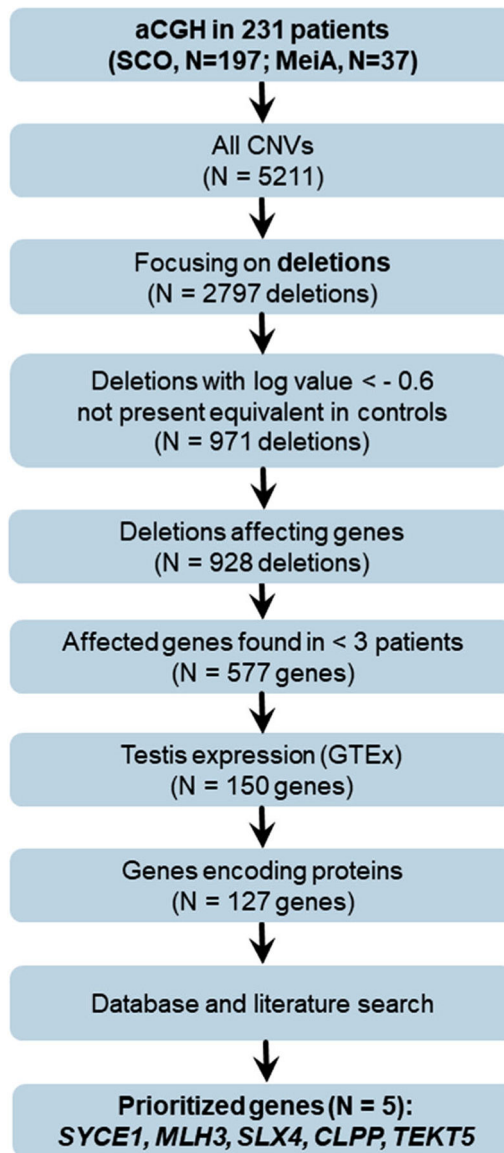 aCGH in 231 patients
(SCO, N=197; MeiA, N=37)
All CNVs
(N = 5211)
Focusing on deletions
(N = 2797 deletions)
Deletions with log value < - 0.6
not present equivalent in controls
(N = 971 deletions)
Deletions affecting genes
(N = 928 deletions)
Affected genes found in < 3 patients
(N = 577 genes)
Testis expression (GTEx)
(N = 150 genes)
Genes encoding proteins
(N = 127 genes)
Database and literature search
Prioritized genes (N = 5):
SYCE1, MLH3, SLX4, CLPP, TEKT5